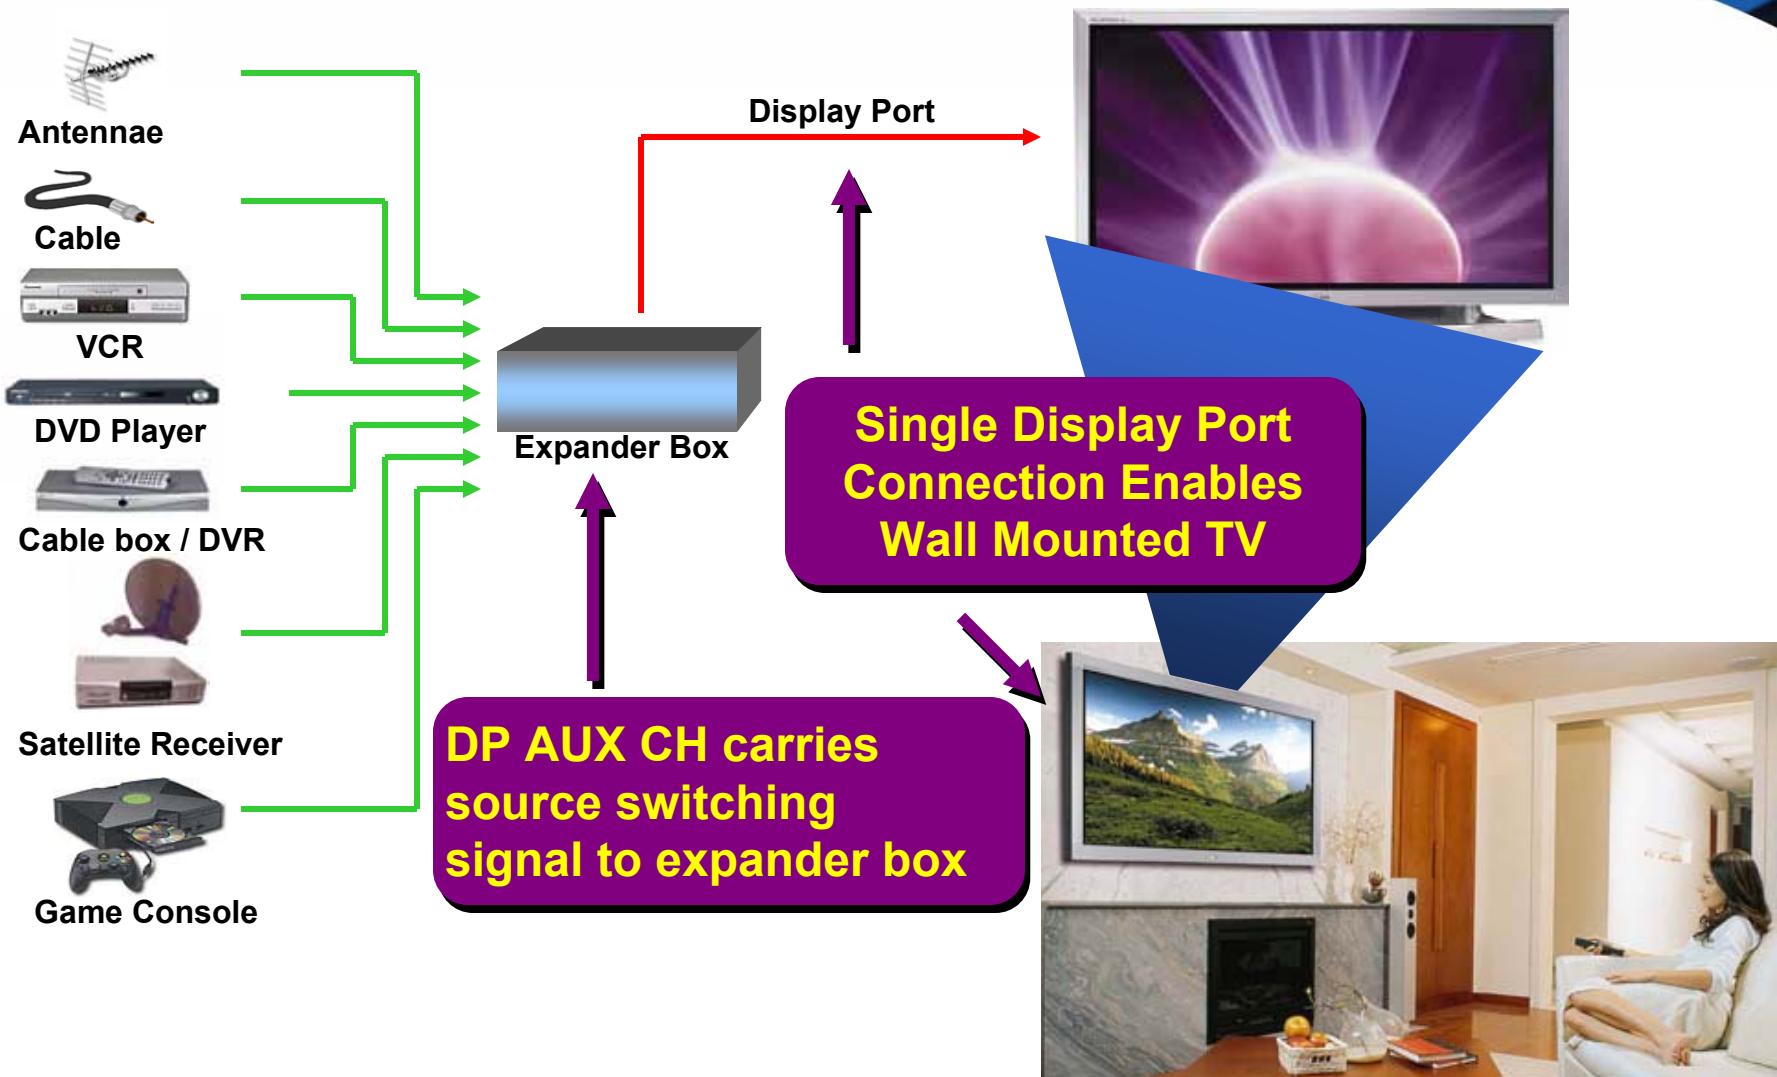 Antennae
Cable
VCR
DVD Player
Cable box / DVR
Satellite Receiver
Game Console
Expander Box
Display Port
Single Display Port
Connection Enables
Wall Mounted TV
DP AUX CH carries
source switching
signal to expander box